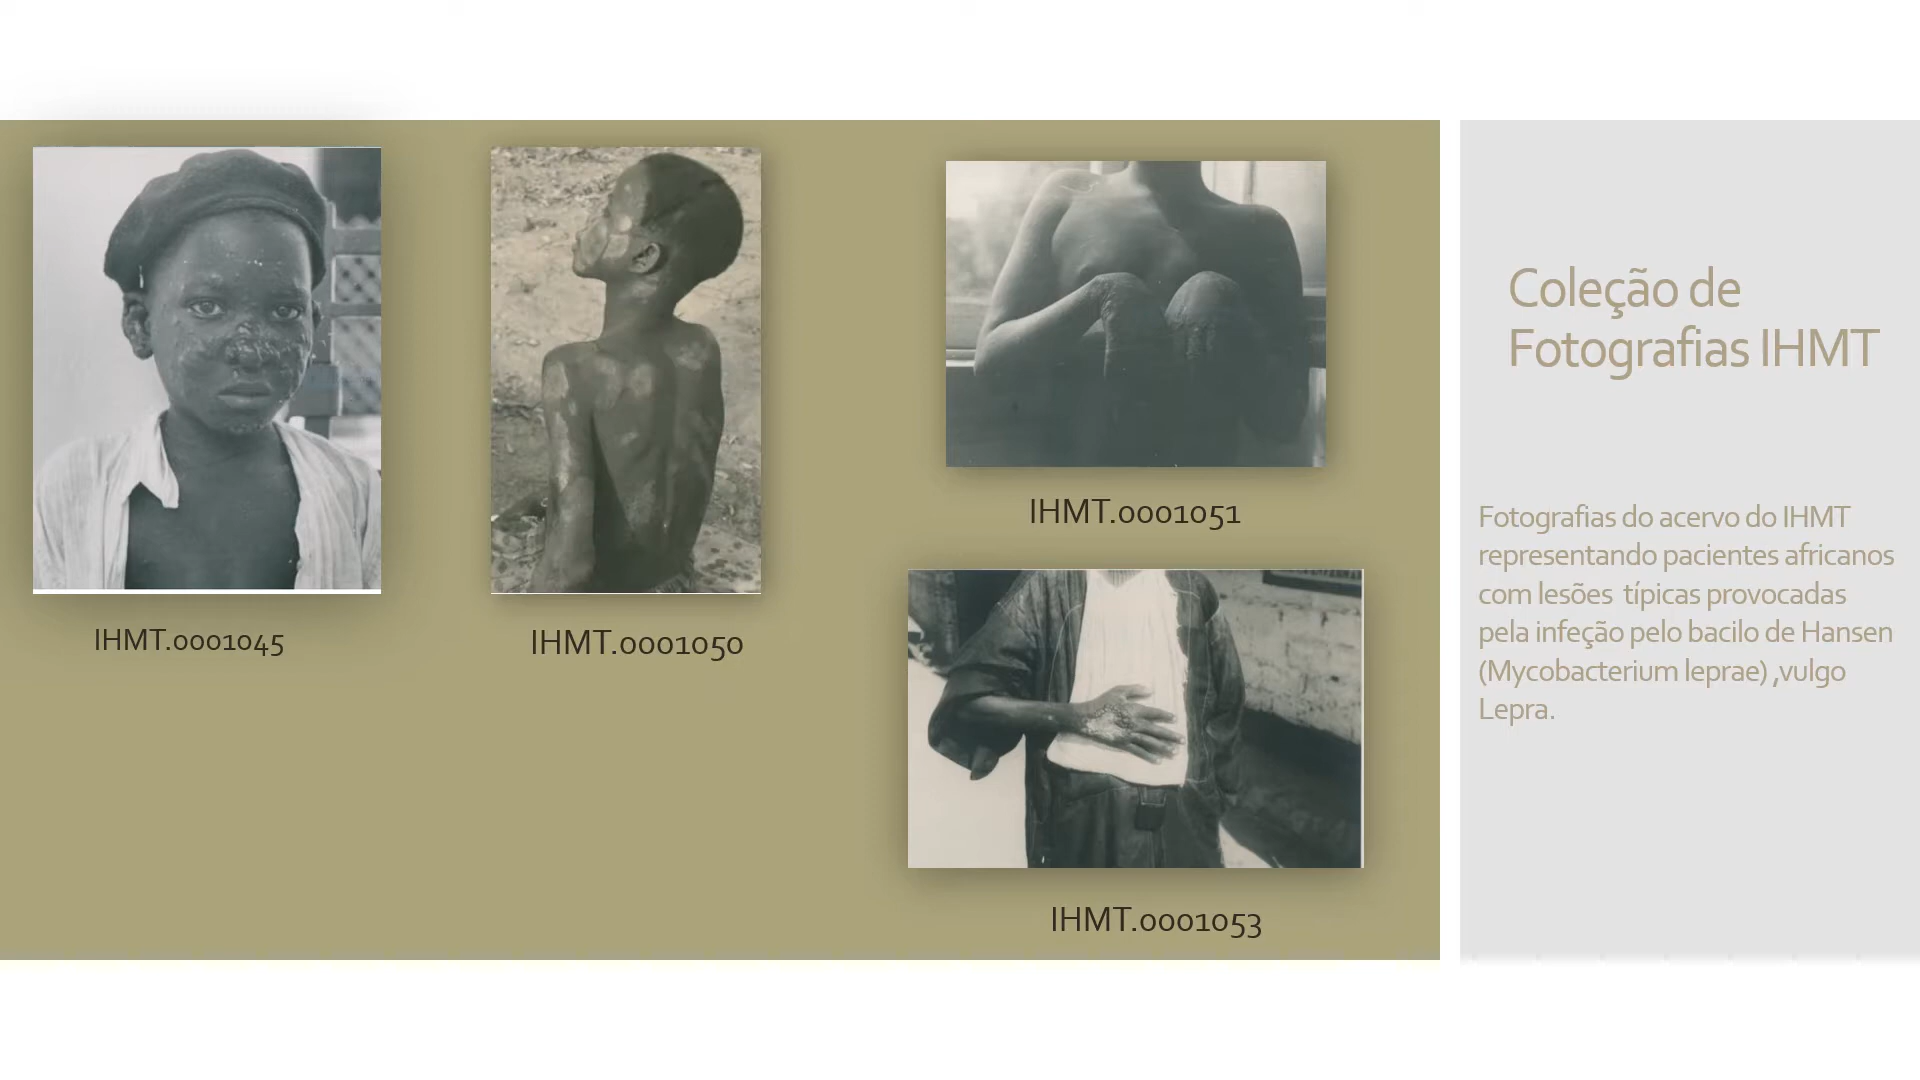 IHMT.0001045
IHMT.0001050
IHMT.0001051
IHMT.0001053
Coleção de
Fotografias IHMT
Fotografias do acervo do IHMT
representando pacientes africanos
com lesões  típicas provocadas
pela infeção pelo bacilo de Hansen
(Mycobacterium leprae) ,vulgo
Lepra.